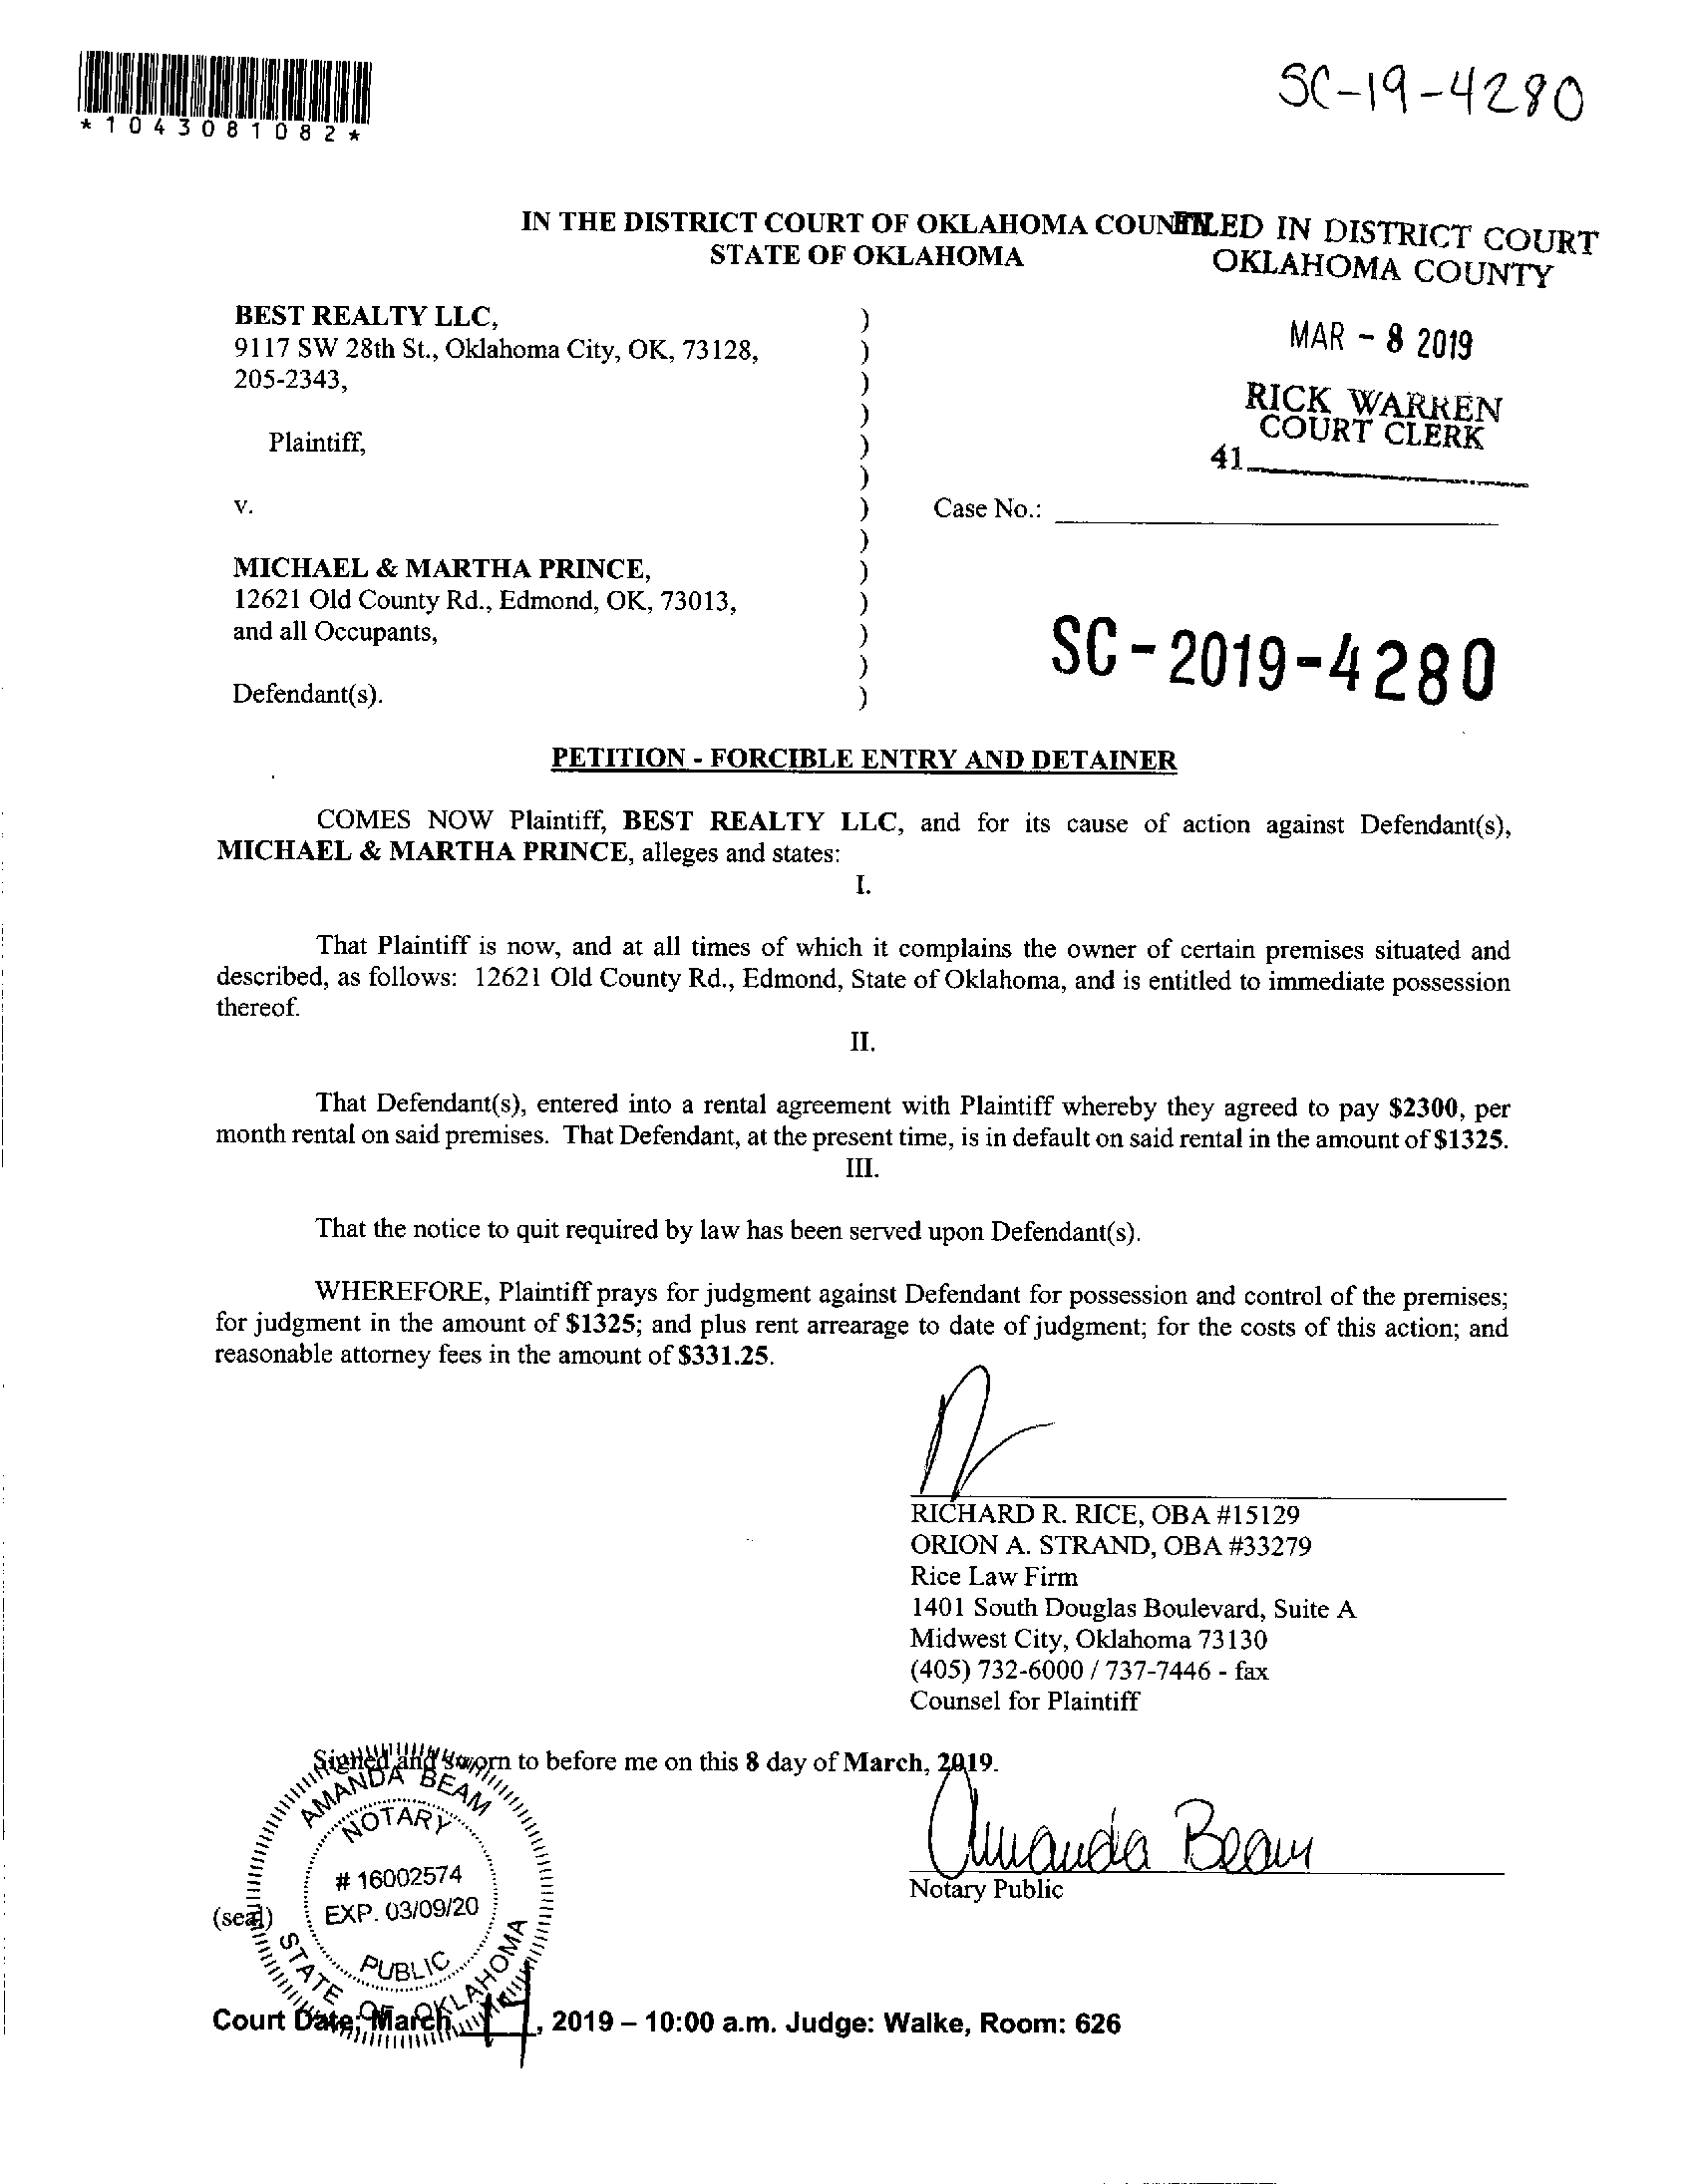 *1043081082*
SC-19-4280
IN THE DISTRICT COURT OF OKLAHOMA COUNTY
STATE OF OKLAHOMA
FILED IN DISTRICT COURT
OKLAHOMA COUNTY
MAR - 8 2019
RICK WARREN
COURT CLERK
41
BEST REALTY LLC, )
9117 SW 28th St., Oklahoma City, OK, 73128, )
205-2343, )
)
Plaintiff, )
)
v. ) Case No.:
)
MICHAEL & MARTHA PRINCE, )
12621 Old County Rd., Edmond, OK, 73013, )
and all Occupants, )
)
Defendant(s). )
SC-2019-4280
PETITION - FORCIBLE ENTRY AND DETAINER
COMES NOW Plaintiff, BEST REALTY LLC, and for its cause of action against Defendant(s),
MICHAEL & MARTHA PRINCE, alleges and states:
I.
That Plaintiff is now, and at all times of which it complains the owner of certain premises situated and
described, as follows: 12621 Old County Rd., Edmond, State of Oklahoma, and is entitled to immediate possession
thereof.
II.
That Defendant(s), entered into a rental agreement with Plaintiff whereby they agreed to pay $2300, per
month rental on said premises. That Defendant, at the present time, is in default on said rental in the amount of $1325.
III.
That the notice to quit required by law has been served upon Defendant(s).
WHEREFORE, Plaintiff prays for judgment against Defendant for possession and control of the premises;
for judgment in the amount of $1325; and plus rent arrearage to date of judgment; for the costs of this action; and
reasonable attorney fees in the amount of $331.25.
RICHARD R. RICE, OBA #15129
ORION A. STRAND, OBA #33279
Rice Law Firm
1401 South Douglas Boulevard, Suite A
Midwest City, Oklahoma 73130
(405) 732-6000 / 737-7446 - fax
Counsel for Plaintiff
Signed and sworn to before me on this 8 day of March, 2019.
Amanda Beam
Notary Public
(seal)
AMANDA BEAM
NOTARY
# 16002574
EXP. 03/09/20
PUBLIC
STATE OF OKLAHOMA
Court Date: March 14, 2019 – 10:00 a.m. Judge: Walke, Room: 626